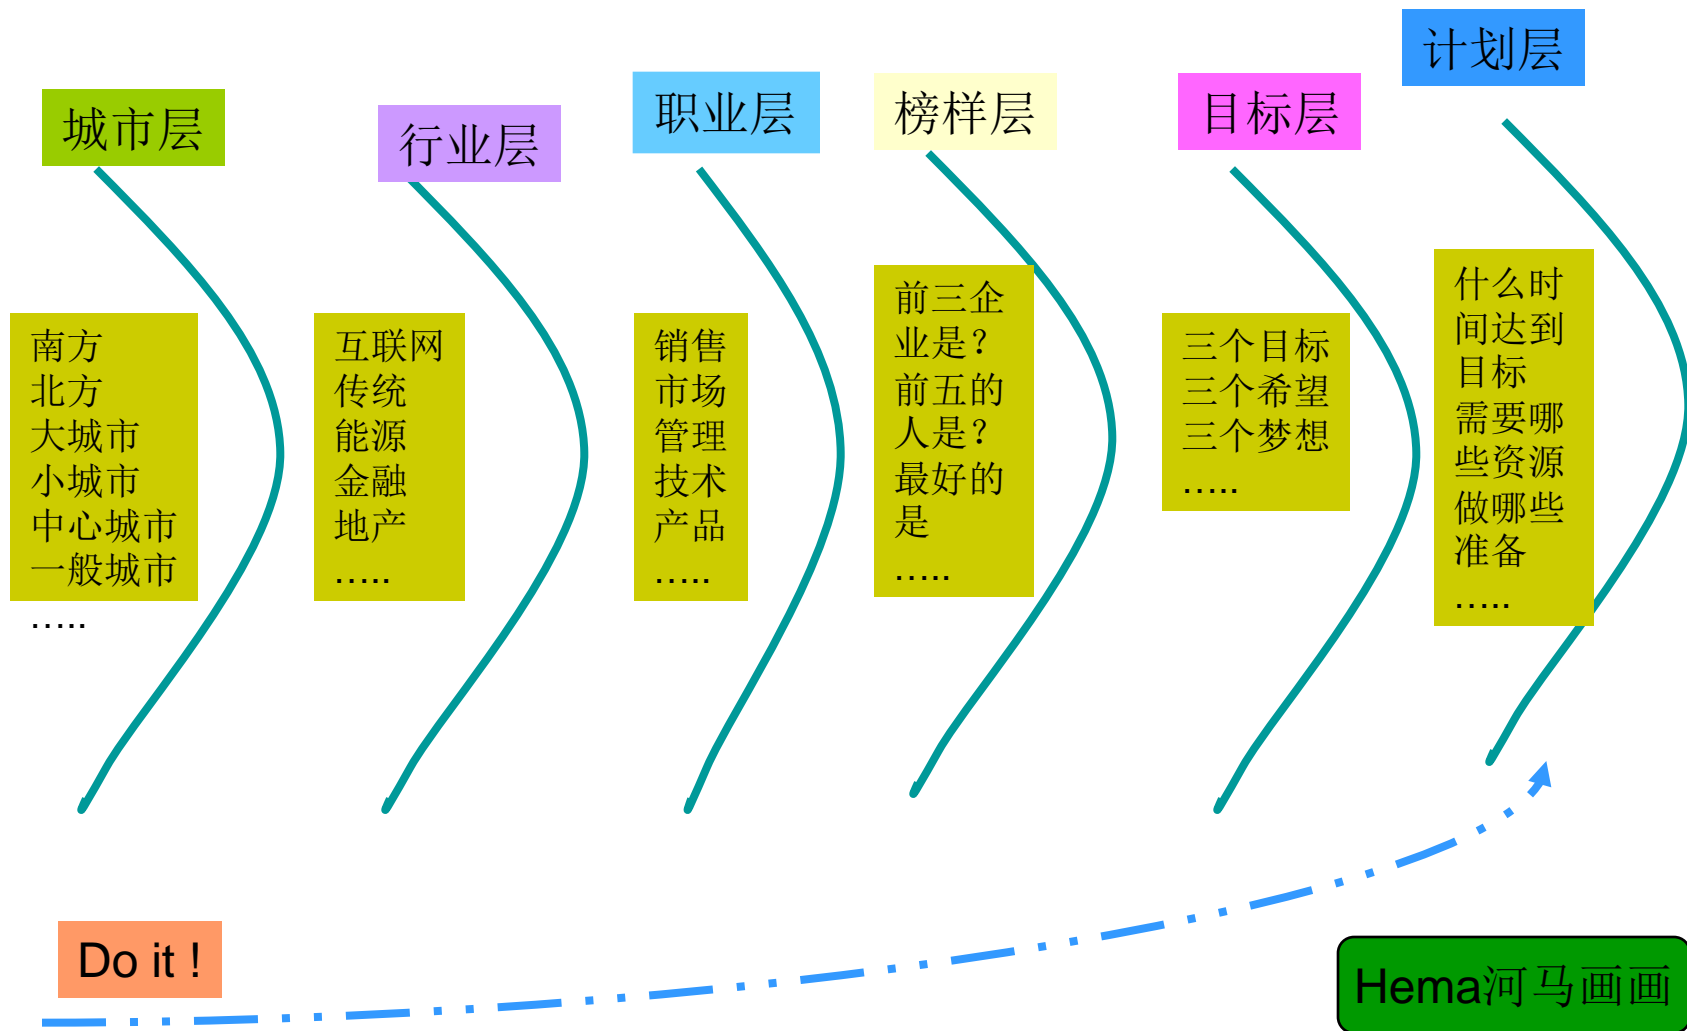 城市层
南方
北方
大城市
小城市
中心城市
一般城市
…..
行业层
互联网
传统
能源
金融
地产
…..
职业层
销售
市场
管理
技术
产品
…..
榜样层
前三企
业是？
前五的
人是？
最好的
是
…..
目标层
三个目标
三个希望
三个梦想
…..
计划层
什么时
间达到
目标
需要哪
些资源
做哪些
准备
…..
Do it !
Hema河马画画